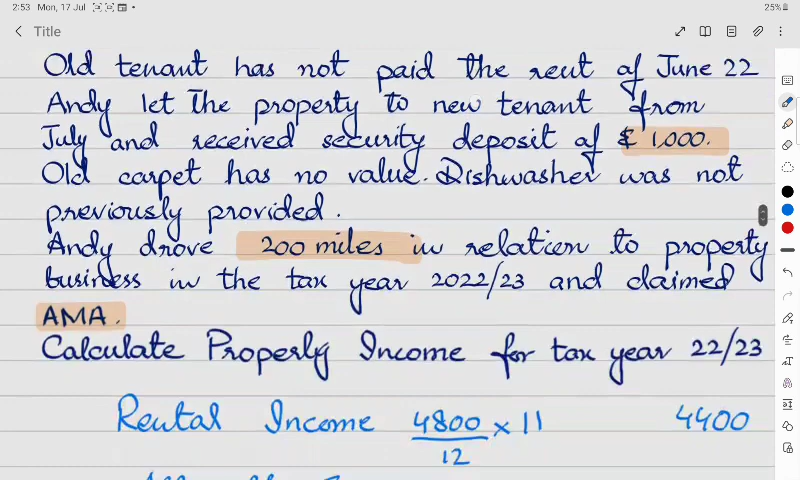 2:53 Mon, 17 Jul
25%
Title
Old tenant has not paid the rent of June 22
Andy let the property to new tenant from
July and received security deposit of £ 1,000.
Old carpet has no value. Dishwasher was not
previously provided.
Andy drove 200 miles in relation to property
business in the tax year 2022/23 and claimed
AMA.
Calculate Property Income for tax year 22/23
Rental Income 4800/12 × 11 4400